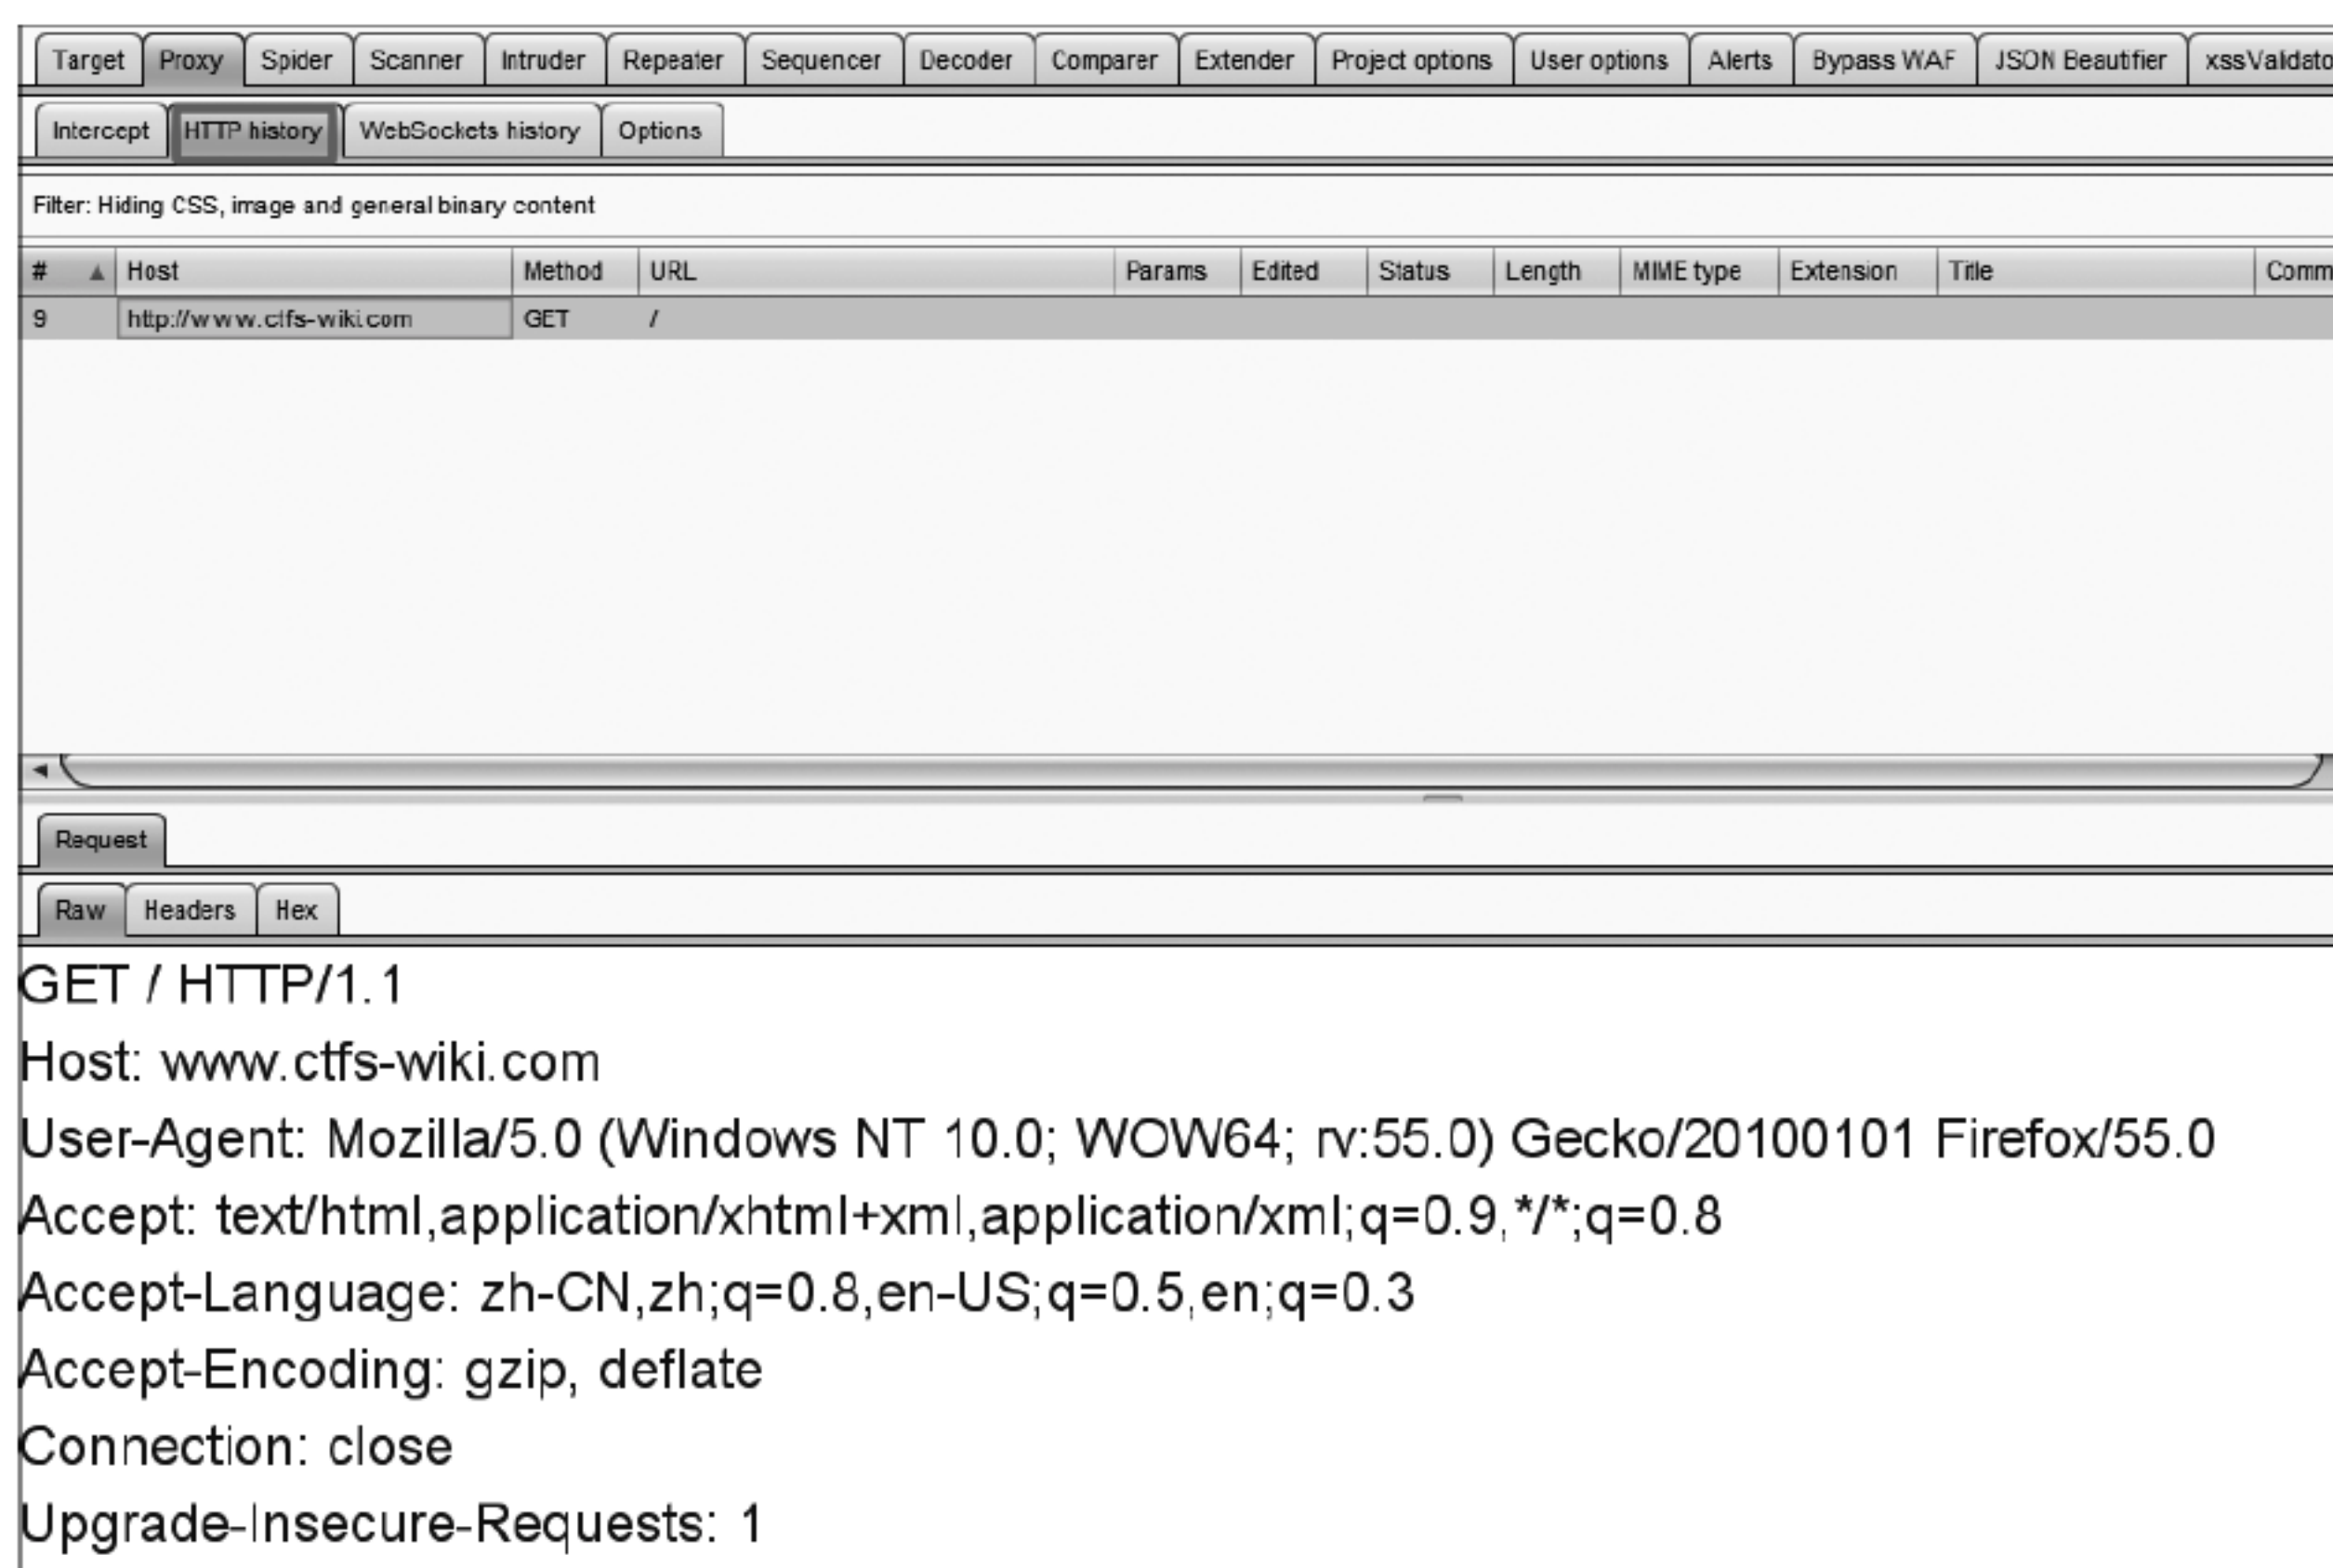 Target Proxy Spider Scanner Intruder Repeater Sequencer Decoder Comparer Extender Project options User options Alerts Bypass WAF JSON Beautifier xssValidato
Intercept HTTP history WebSockets history Options
Filter: Hiding CSS, image and general binary content
# ▲ Host Method URL Params Edited Status Length MIME type Extension Title Comm
9 http://www.ctfs-wiki.com GET /
Request
Raw Headers Hex
GET / HTTP/1.1
Host: www.ctfs-wiki.com
User-Agent: Mozilla/5.0 (Windows NT 10.0; WOW64; rv:55.0) Gecko/20100101 Firefox/55.0
Accept: text/html,application/xhtml+xml,application/xml;q=0.9,*/*;q=0.8
Accept-Language: zh-CN,zh;q=0.8,en-US;q=0.5,en;q=0.3
Accept-Encoding: gzip, deflate
Connection: close
Upgrade-Insecure-Requests: 1